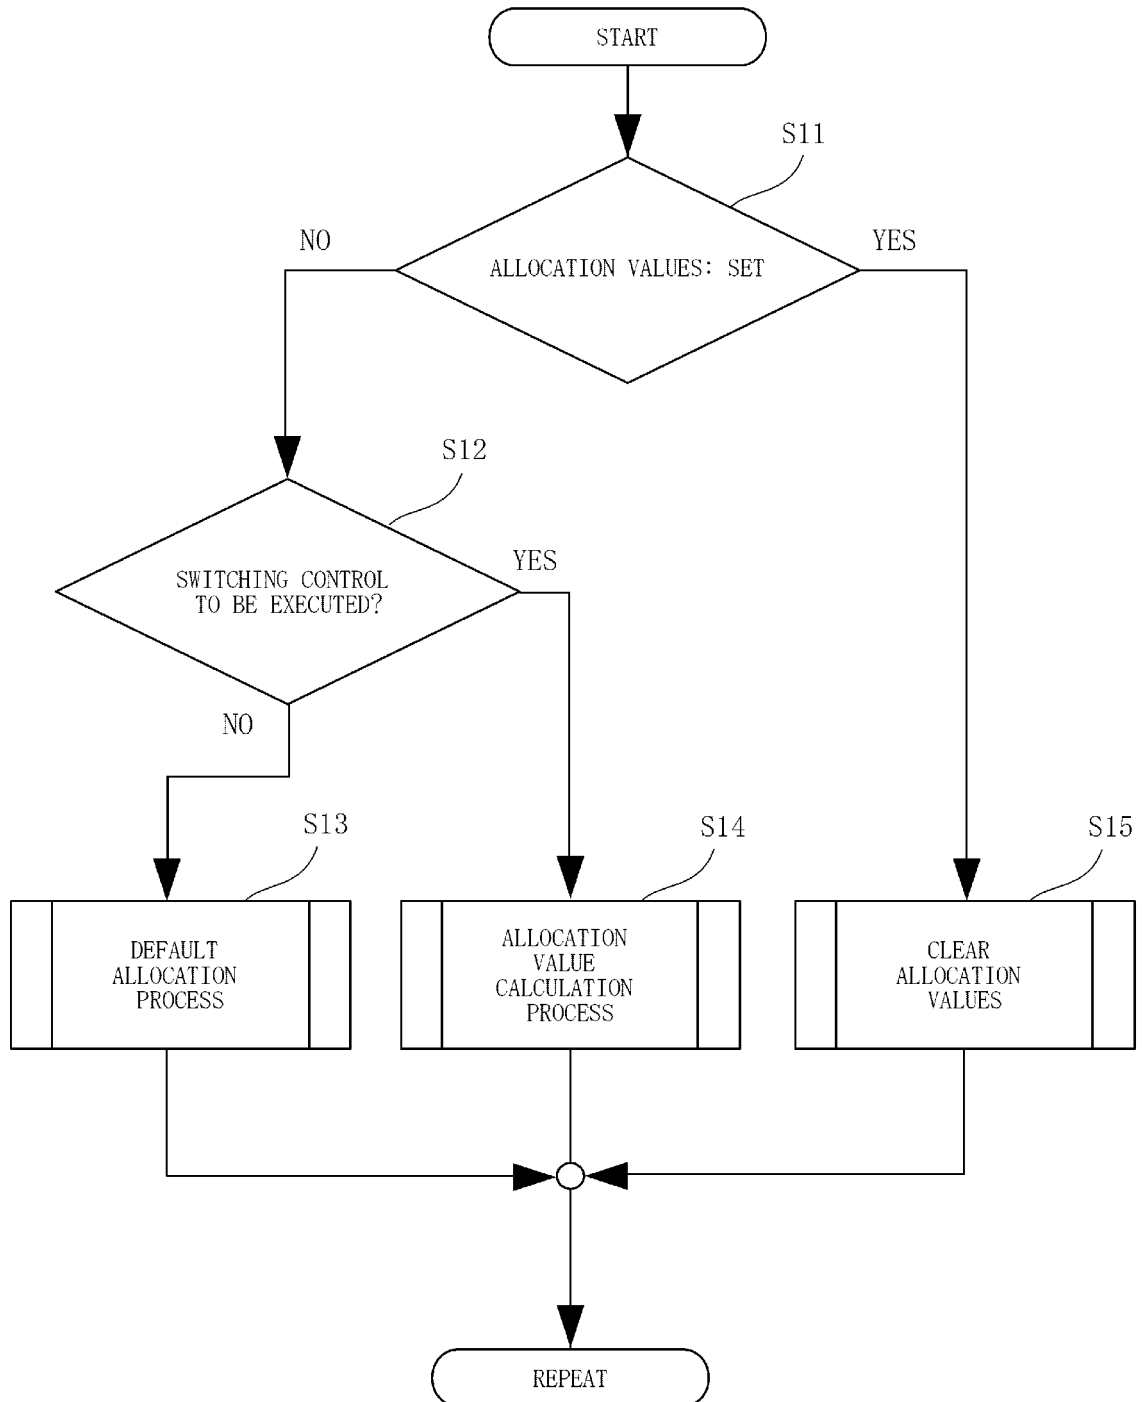 START
S11
NO
YES
ALLOCATION VALUES: SET
S12
YES
SWITCHING CONTROL
TO BE EXECUTED?
NO
S13
S14
S15
DEFAULT
ALLOCATION
PROCESS
ALLOCATION
VALUE
CALCULATION
PROCESS
CLEAR
ALLOCATION
VALUES
REPEAT